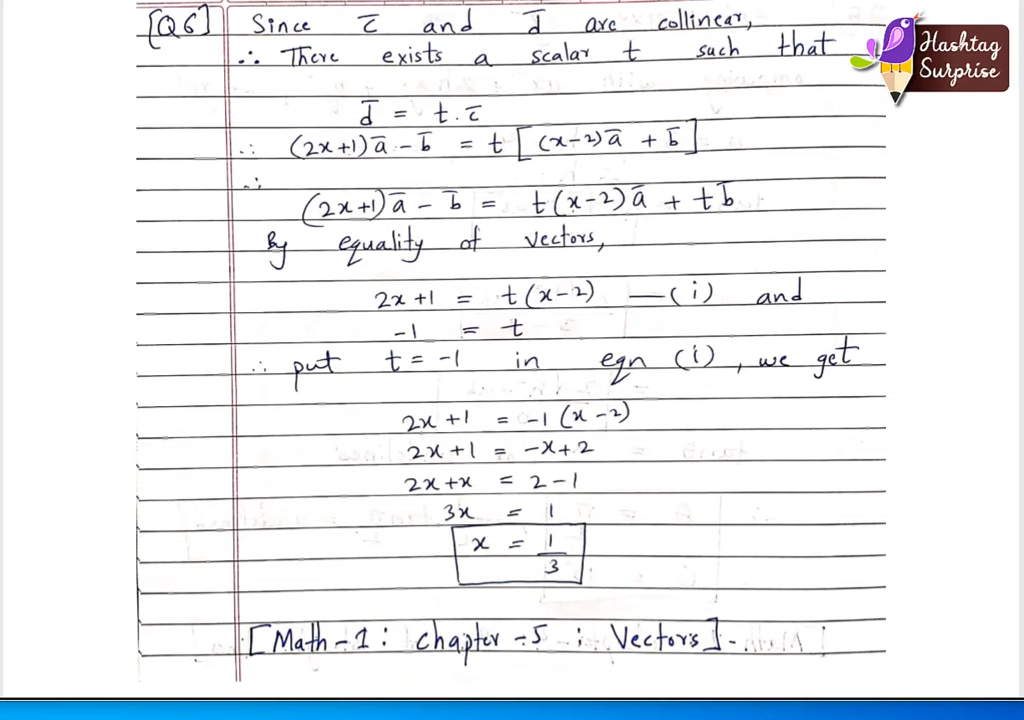 [Q6] Since c̄ and d̄ are collinear,
∴ There exists a scalar t such that
d̄ = t . c̄
∴ (2x+1)ā - b̄ = t [(x-2)ā + b̄]
∴
(2x+1)ā - b̄ = t(x-2)ā + t b̄
By equality of vectors,
2x+1 = t(x-2) —(i) and
-1 = t
∴ put t = -1 in eqn (i), we get
2x+1 = -1(x-2)
2x+1 = -x+2
2x+x = 2-1
3x = 1
x = 1/3
[Math-1: chapter-5: Vectors].
Hashtag
Surprise